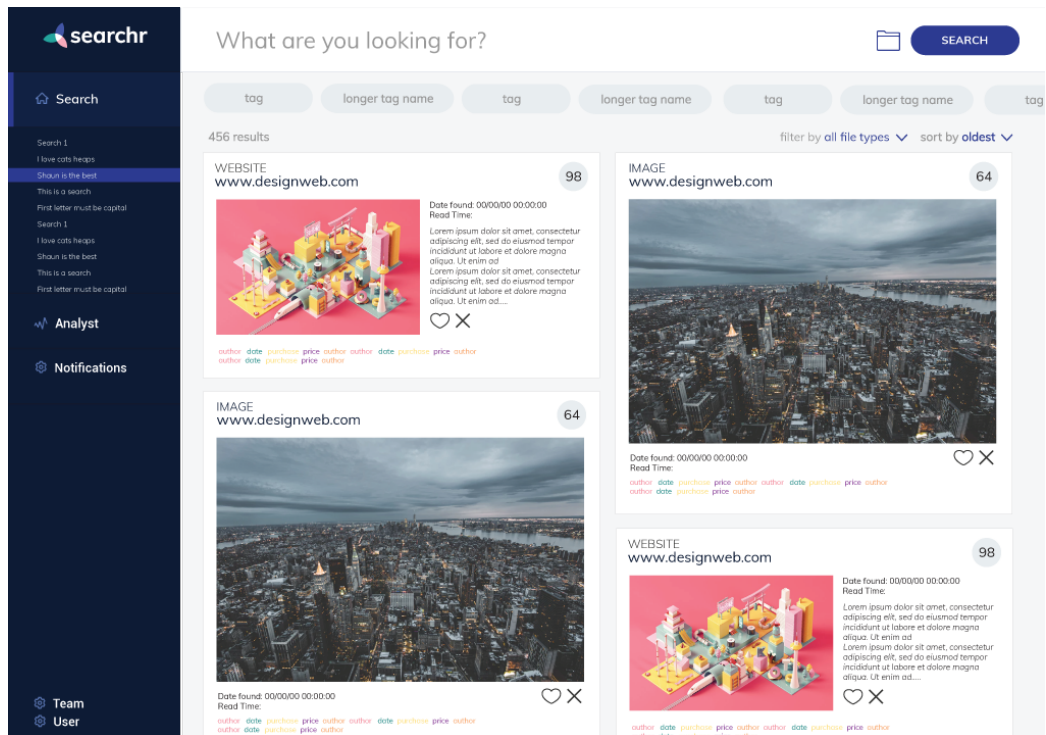 searchr
What are you looking for?
SEARCH
Search
Search 1
I love cats heaps
Shaun is the best
This is a search
First letter must be capital
Search 1
I love cats heaps
Shaun is the best
This is a search
First letter must be capital
Analyst
Notifications
Team
User
tag
longer tag name
tag
longer tag name
tag
longer tag name
tag
456 results
filter by all file types
sort by oldest
WEBSITE
www.designweb.com
98
Date found: 00/00/00 00:00:00
Read Time:
Lorem ipsum dolor sit amet, consectetur
adipiscing elit, sed do eiusmod tempor
incididunt ut labore et dolore magna
aliqua. Ut enim ad
Lorem ipsum dolor sit amet, consectetur
adipiscing elit, sed do eiusmod tempor
incididunt ut labore et dolore magna
aliqua. Ut enim ad.....
author date purchase price author author date purchase price author
author date purchase price author
IMAGE
www.designweb.com
64
Date found: 00/00/00 00:00:00
Read Time:
author date purchase price author author date purchase price author
author date purchase price author
IMAGE
www.designweb.com
64
Date found: 00/00/00 00:00:00
Read Time:
author date purchase price author author date purchase price author
author date purchase price author
WEBSITE
www.designweb.com
98
Date found: 00/00/00 00:00:00
Read Time:
Lorem ipsum dolor sit amet, consectetur
adipiscing elit, sed do eiusmod tempor
incididunt ut labore et dolore magna
aliqua. Ut enim ad
Lorem ipsum dolor sit amet, consectetur
adipiscing elit, sed do eiusmod tempor
incididunt ut labore et dolore magna
aliqua. Ut enim ad.....
author date purchase price author author date purchase price author